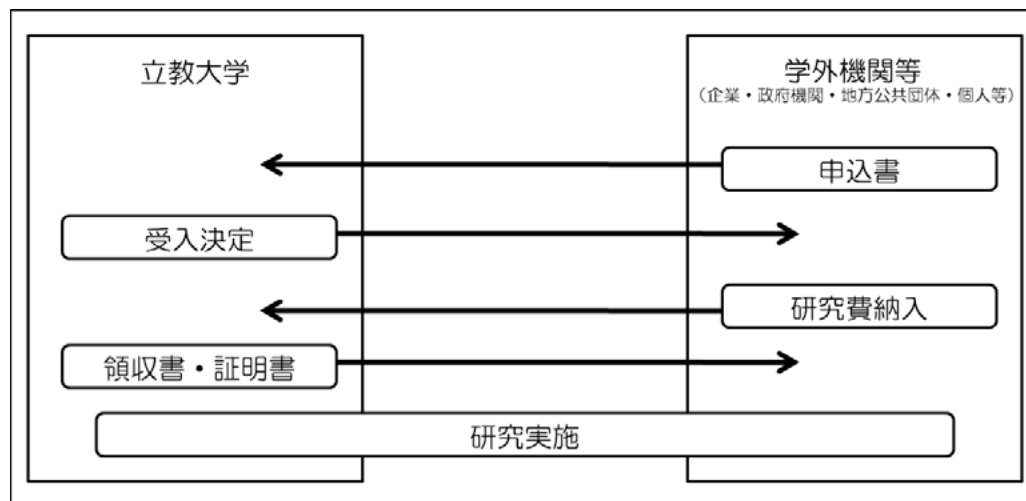 立教大学
学外機関等
（企業・政府機関・地方公共団体・個人等）
申込書
受入決定
研究費納入
領収書・証明書
研究実施